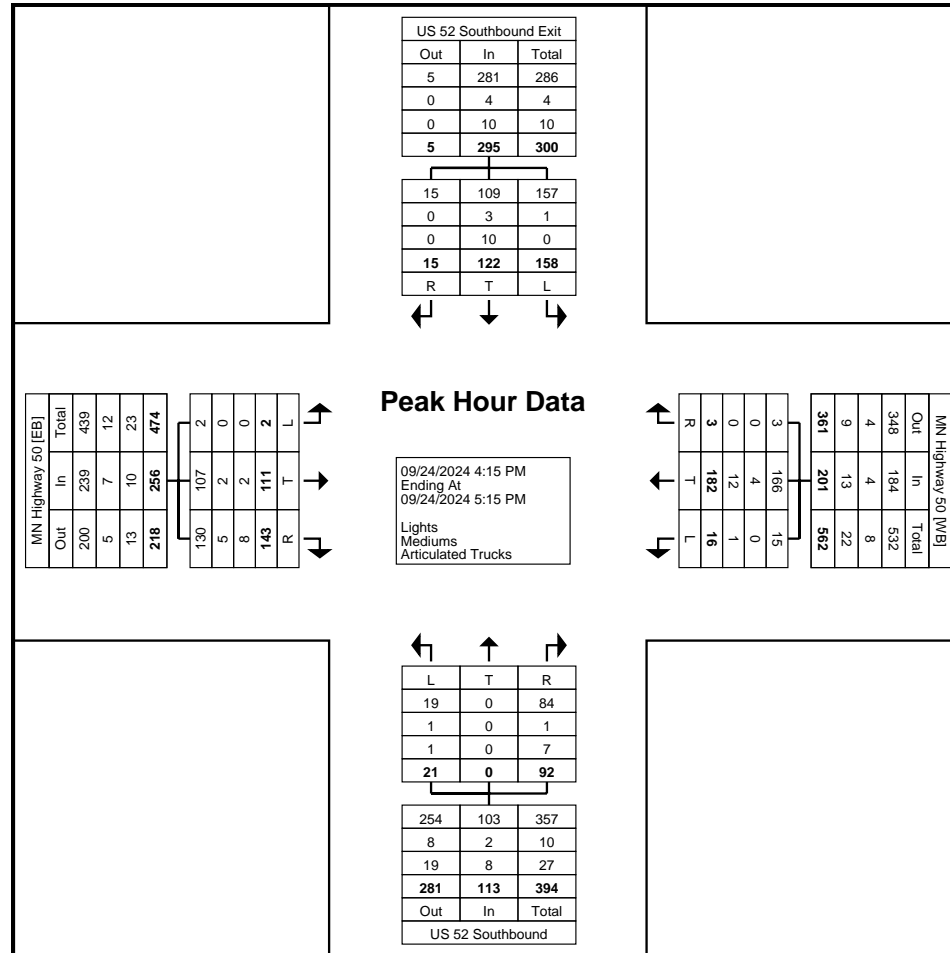 US 52 Southbound Exit
Out In Total
5 281 286
0 4 4
0 10 10
5 295 300
15 109 157
0 3 1
0 10 0
15 122 158
R T L
Peak Hour Data
09/24/2024 4:15 PM
Ending At
09/24/2024 5:15 PM
Lights
Mediums
Articulated Trucks
MN Highway 50 [EB]
Out In Total
200 239 439
5 7 12
13 10 23
218 256 474
2 107 130
0 2 5
0 2 8
2 111 143
L T R
MN Highway 50 [WB]
Out In Total
348 184 532
4 4 8
9 13 22
361 201 562
3 166 15
0 4 0
0 12 1
3 182 16
R T L
L T R
19 0 84
1 0 1
1 0 7
21 0 92
254 103 357
8 2 10
19 8 27
281 113 394
Out In Total
US 52 Southbound